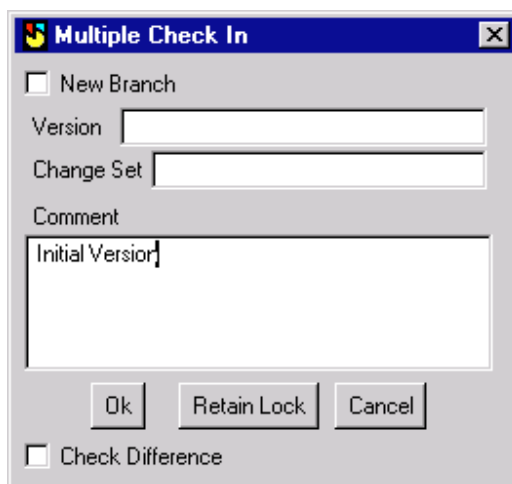 Multiple Check In
New Branch
Version
Change Set
Comment
Initial Version
Ok Retain Lock Cancel
Check Difference